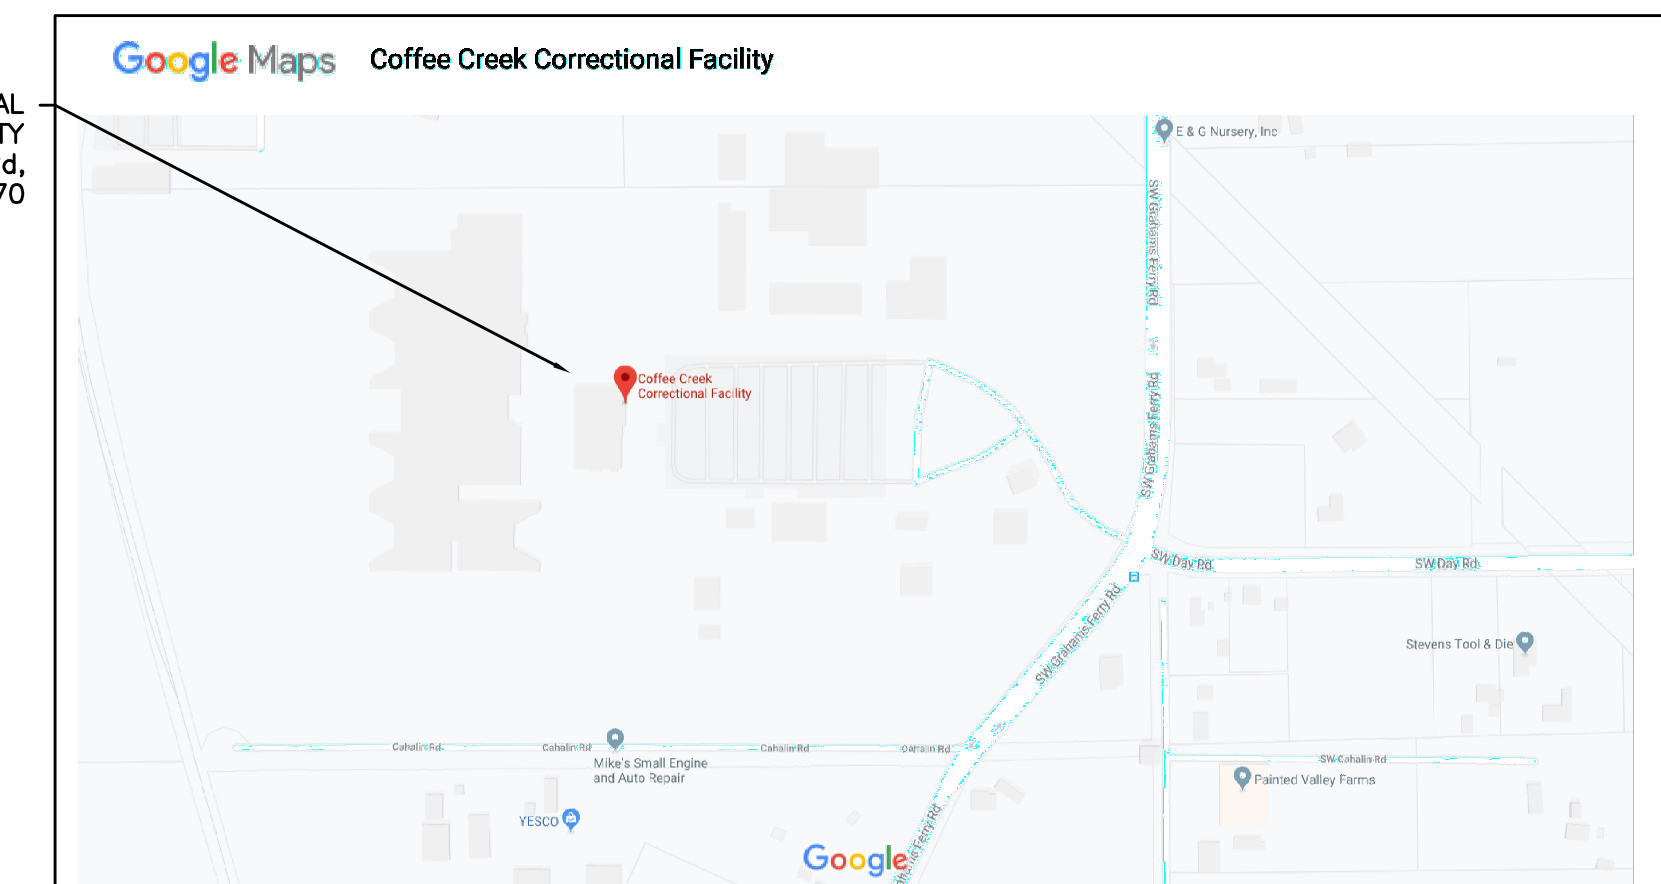 Google Maps Coffee Creek Correctional Facility
AL
TY
d,
70
E & G Nursery, Inc
SW Grahams Ferry Rd
Coffee Creek
Correctional Facility
SW Grahams Ferry Rd
SW Day Rd
SW Day Rd
SW Grahams Ferry Rd
Stevens Tool & Die
Cahalin Rd
Cahalin Rd
Cahalin Rd
Cahalin Rd
SW Cahalin Rd
Mike's Small Engine
and Auto Repair
Painted Valley Farms
YESCO
Google
ahams Ferry Rd